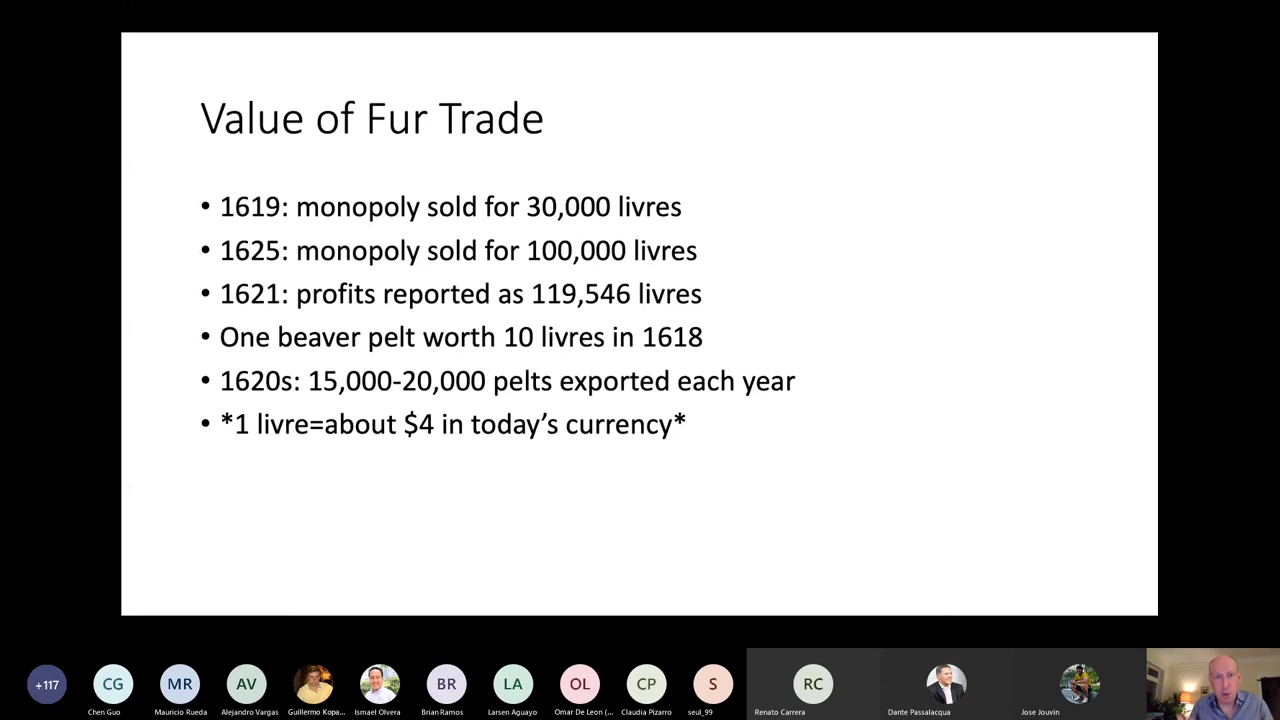 Value of Fur Trade
• 1619: monopoly sold for 30,000 livres
• 1625: monopoly sold for 100,000 livres
• 1621: profits reported as 119,546 livres
• One beaver pelt worth 10 livres in 1618
• 1620s: 15,000-20,000 pelts exported each year
• *1 livre=about $4 in today’s currency*
+117
CG
MR
AV
BR
LA
OL
CP
S
RC
Chen Guo
Mauricio Rueda
Alejandro Vargas
Guillermo Kopa...
Ismael Olvera
Brian Ramos
Larsen Aguayo
Omar De Leon (...
Claudia Pizarro
seul_99
Renato Carrera
Dante Passalacqua
Jose Jouvin